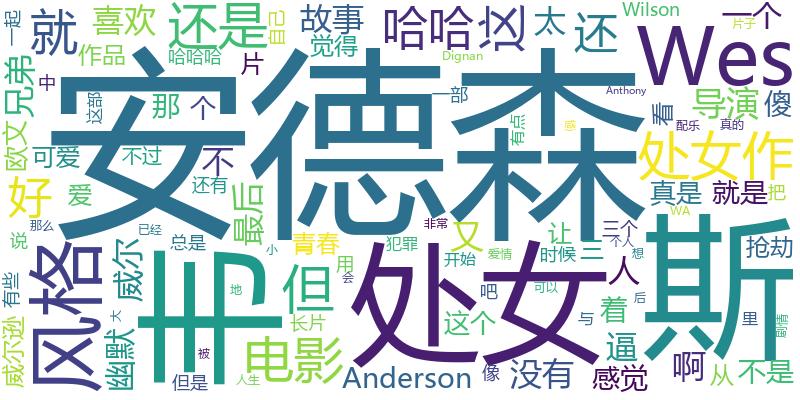 一起
就
喜欢
作品
哈哈哈
还是
自己
故事
觉得
片
哈哈
Dignan
这
太
还
Wilson
一个
片子
导演
傻
Wes
兄弟
中
这部
那
个
一部
Anthony
欧文
可爱
不过
不
安德森
有点
感
看
配乐
真的
处女作
好
爱
还有
最后
真是
就是
把
说
那么
已经
总是
小
青春
犯罪
非常
爱情
又
开始
让
时候
三
三个
个人
WA
想
抢劫
有些
风格
威尔
大
韦
地
用
会
但
处女
吧
可以
人
后
斯
里
剧情
威尔逊
幽默
被
长片
这个
与
着
逼
啊
但是
人生
电影
Anderson
像
没有
感觉
从
不是